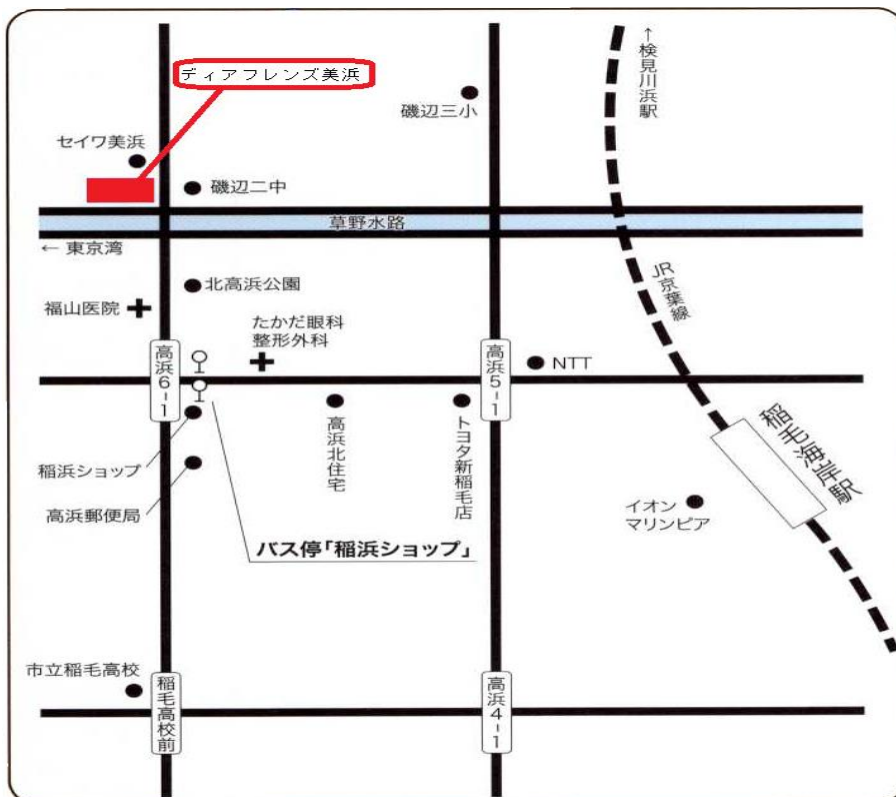 ディアフレンズ美浜
↑検見川浜駅
磯辺三小
セイワ美浜
磯辺二中
草野水路
← 東京湾
北高浜公園
JR京葉線
福山医院
たかだ眼科
整形外科
高浜6-1
高浜5-1
NTT
稲浜ショップ
高浜北住宅
トヨタ新稲毛店
稲毛海岸駅
高浜郵便局
イオン
マリンピア
バス停「稲浜ショップ」
市立稲毛高校
稲毛高校前
高浜4-1